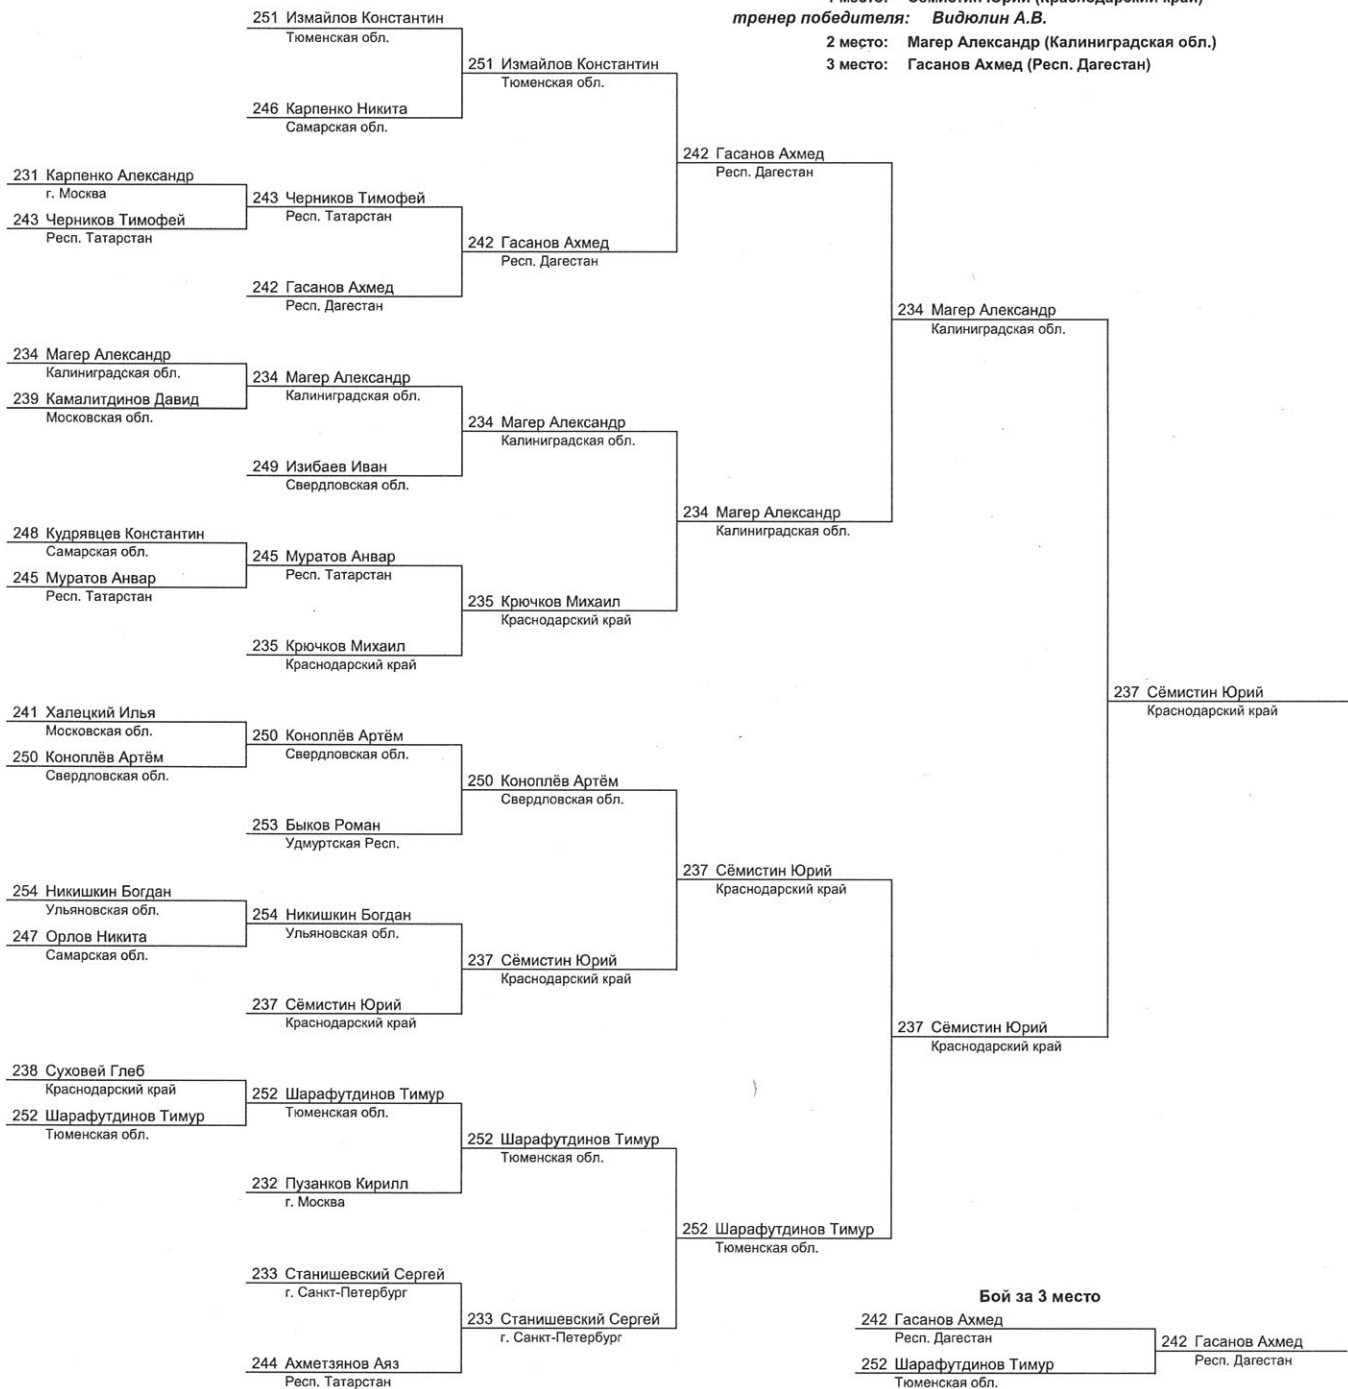 1 место: Сёмистин Юрий (Краснодарский край)
тренер победителя: Видюлин А.В.
2 место: Магер Александр (Калининградская обл.)
3 место: Гасанов Ахмед (Респ. Дагестан)
251 Измайлов Константин
Тюменская обл.
251 Измайлов Константин
Тюменская обл.
246 Карпенко Никита
Самарская обл.
242 Гасанов Ахмед
Респ. Дагестан
231 Карпенко Александр
г. Москва
243 Черников Тимофей
Респ. Татарстан
243 Черников Тимофей
Респ. Татарстан
242 Гасанов Ахмед
Респ. Дагестан
242 Гасанов Ахмед
Респ. Дагестан
234 Магер Александр
Калиниградская обл.
234 Магер Александр
Калиниградская обл.
234 Магер Александр
Калиниградская обл.
239 Камалитдинов Давид
Московская обл.
234 Магер Александр
Калиниградская обл.
249 Изибаев Иван
Свердловская обл.
234 Магер Александр
Калиниградская обл.
248 Кудрявцев Константин
Самарская обл.
245 Муратов Анвар
Респ. Татарстан
245 Муратов Анвар
Респ. Татарстан
235 Крючков Михаил
Краснодарский край
235 Крючков Михаил
Краснодарский край
237 Сёмистин Юрий
Краснодарский край
241 Халецкий Илья
Московская обл.
250 Коноплёв Артём
Свердловская обл.
250 Коноплёв Артём
Свердловская обл.
250 Коноплёв Артём
Свердловская обл.
253 Быков Роман
Удмуртская Респ.
237 Сёмистин Юрий
Краснодарский край
254 Никишкин Богдан
Ульяновская обл.
254 Никишкин Богдан
Ульяновская обл.
247 Орлов Никита
Самарская обл.
237 Сёмистин Юрий
Краснодарский край
237 Сёмистин Юрий
Краснодарский край
237 Сёмистин Юрий
Краснодарский край
238 Суховей Глеб
Краснодарский край
252 Шарафутдинов Тимур
Тюменская обл.
252 Шарафутдинов Тимур
Тюменская обл.
252 Шарафутдинов Тимур
Тюменская обл.
232 Пузанков Кирилл
г. Москва
252 Шарафутдинов Тимур
Тюменская обл.
233 Станишевский Сергей
г. Санкт-Петербург
233 Станишевский Сергей
г. Санкт-Петербург
244 Ахметзянов Аяз
Респ. Татарстан
Бой за 3 место
242 Гасанов Ахмед
Респ. Дагестан
242 Гасанов Ахмед
Респ. Дагестан
252 Шарафутдинов Тимур
Тюменская обл.